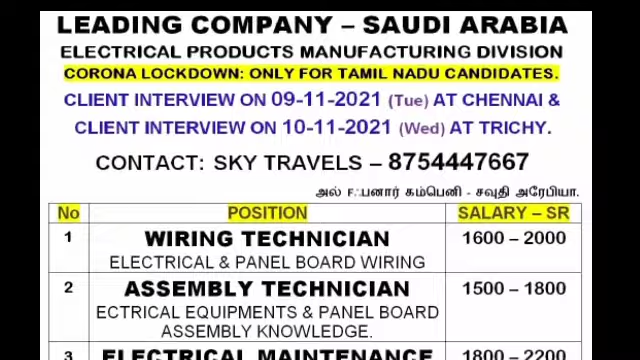 LEADING COMPANY – SAUDI ARABIA
ELECTRICAL PRODUCTS MANUFACTURING DIVISION
CORONA LOCKDOWN: ONLY FOR TAMIL NADU CANDIDATES.
CLIENT INTERVIEW ON 09-11-2021 (Tue) AT CHENNAI &
CLIENT INTERVIEW ON 10-11-2021 (Wed) AT TRICHY.
CONTACT: SKY TRAVELS – 8754447667
அல் ஃபனார் கம்பெனி - சவுதி அரேபியா.
No POSITION SALARY – SR
1 WIRING TECHNICIAN 1600 – 2000
ELECTRICAL & PANEL BOARD WIRING
2 ASSEMBLY TECHNICIAN 1500 – 1800
ECTRICAL EQUIPMENTS & PANEL BOARD
ASSEMBLY KNOWLEDGE.
3 ELECTRICAL MAINTENANCE 1800 – 2200